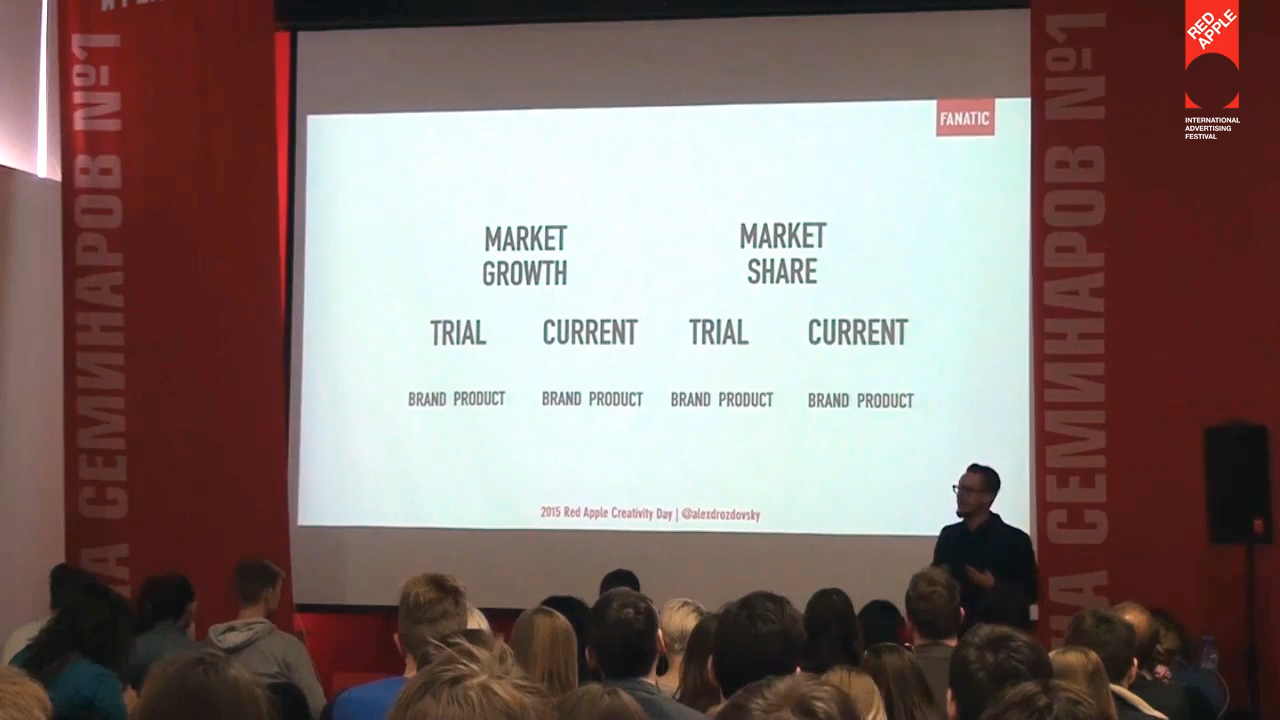 RED
APPLE
INTERNATIONAL
ADVERTISING
FESTIVAL
FANATIC
MARKET
GROWTH
MARKET
SHARE
TRIAL CURRENT TRIAL CURRENT
BRAND PRODUCT BRAND PRODUCT BRAND PRODUCT BRAND PRODUCT
2015 Red Apple Creativity Day | @alexdrozdovsky
НА СЕМИНАРОВ №1
НА СЕМИНАРОВ №1